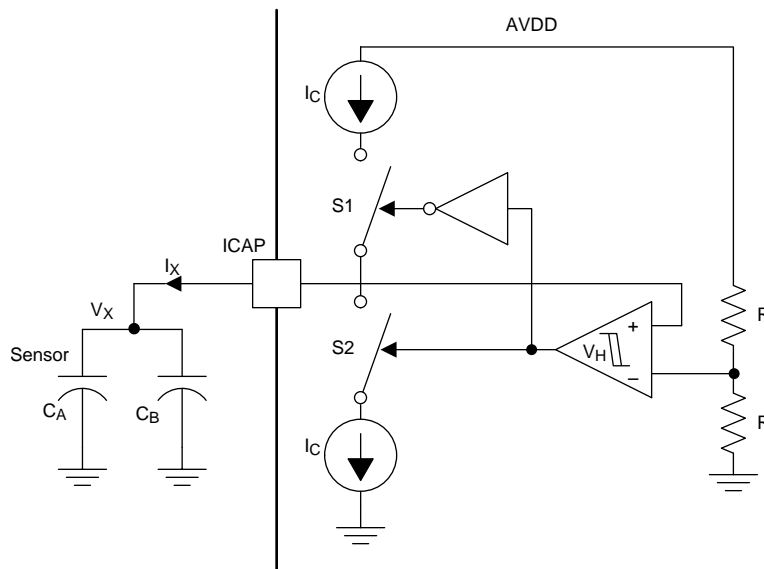 AVDD
IC
S1
ICAP
IX
VX
Sensor
CA
CB
S2
VH
+
−
R
R
IC